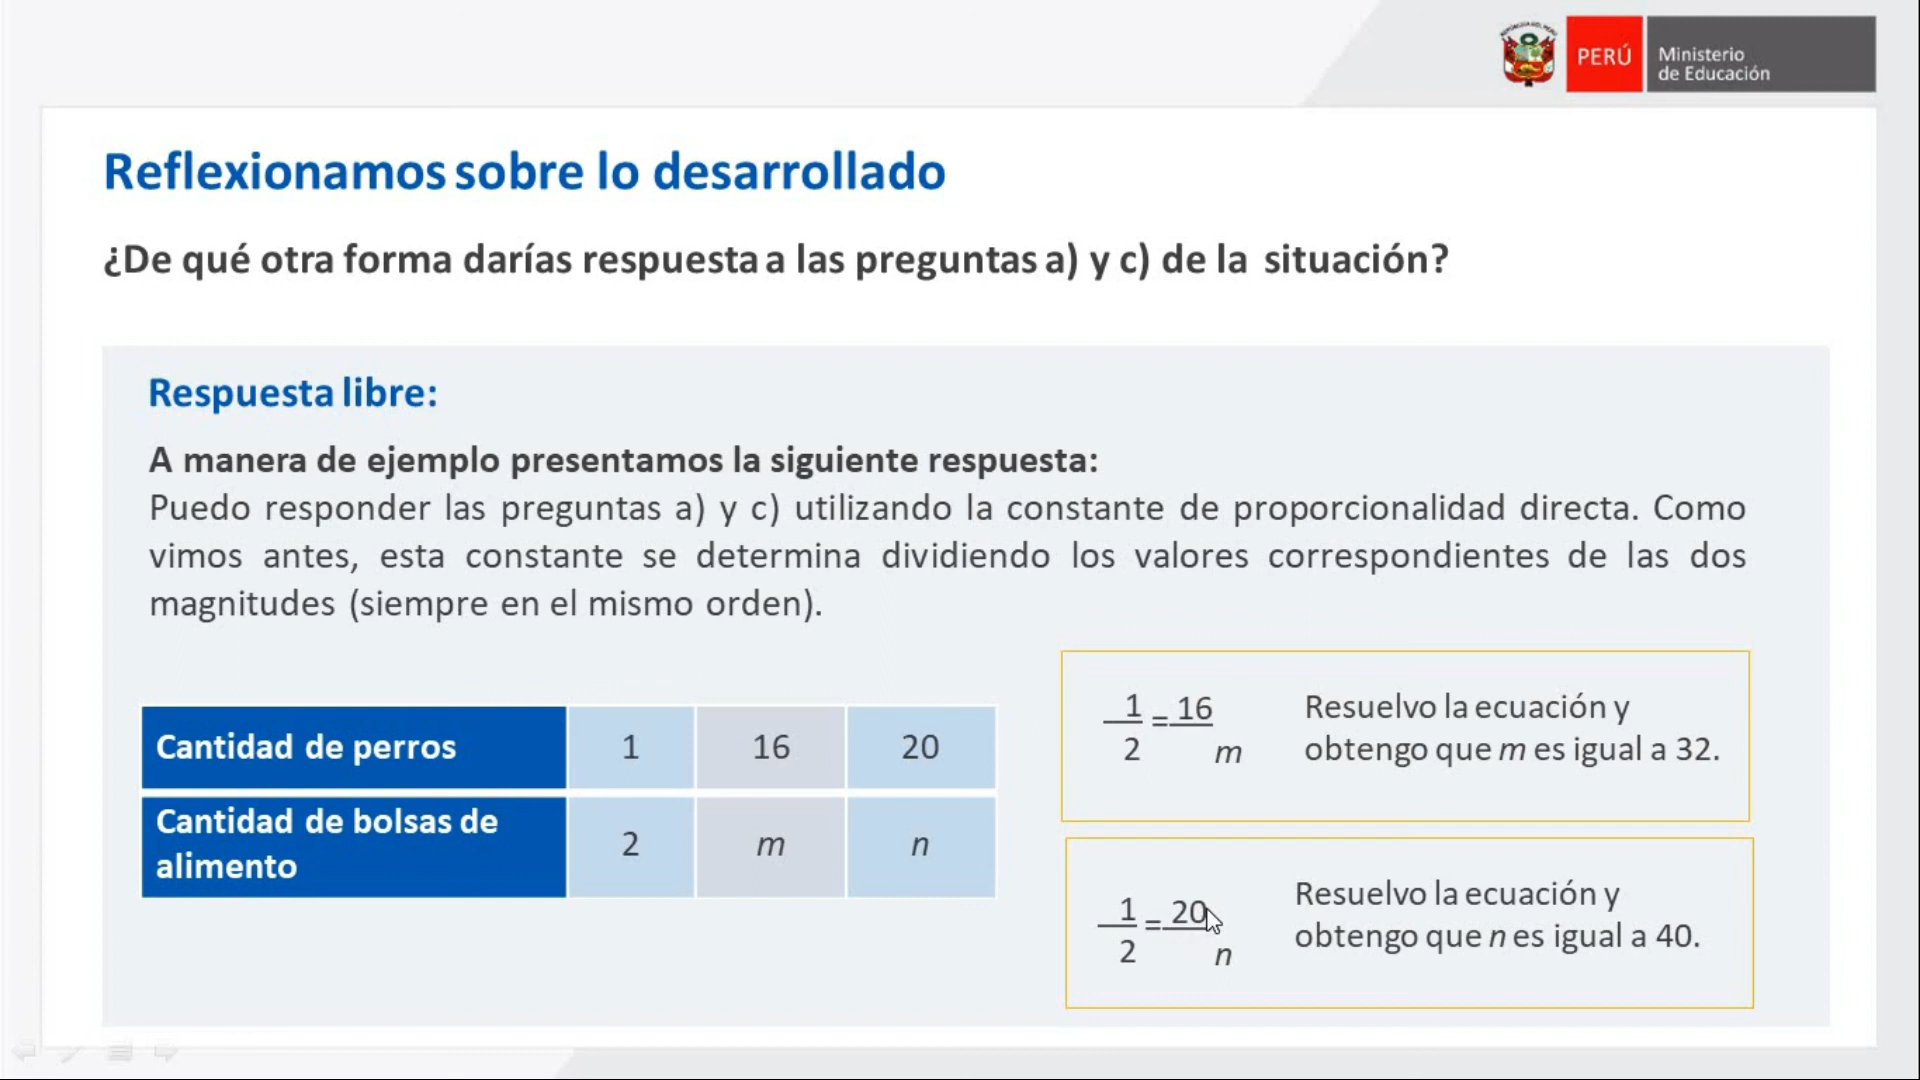 PERÚ
Ministerio
de Educación
Reflexionamos sobre lo desarrollado
¿De qué otra forma darías respuesta a las preguntas a) y c) de la situación?
Respuesta libre:
A manera de ejemplo presentamos la siguiente respuesta:
Puedo responder las preguntas a) y c) utilizando la constante de proporcionalidad directa. Como
vimos antes, esta constante se determina dividiendo los valores correspondientes de las dos
magnitudes (siempre en el mismo orden).
Cantidad de perros 1 16 20
Cantidad de bolsas de
alimento 2 m n
1 = 16
2 m
Resuelvo la ecuación y
obtengo que m es igual a 32.
1 = 20
2 n
Resuelvo la ecuación y
obtengo que n es igual a 40.